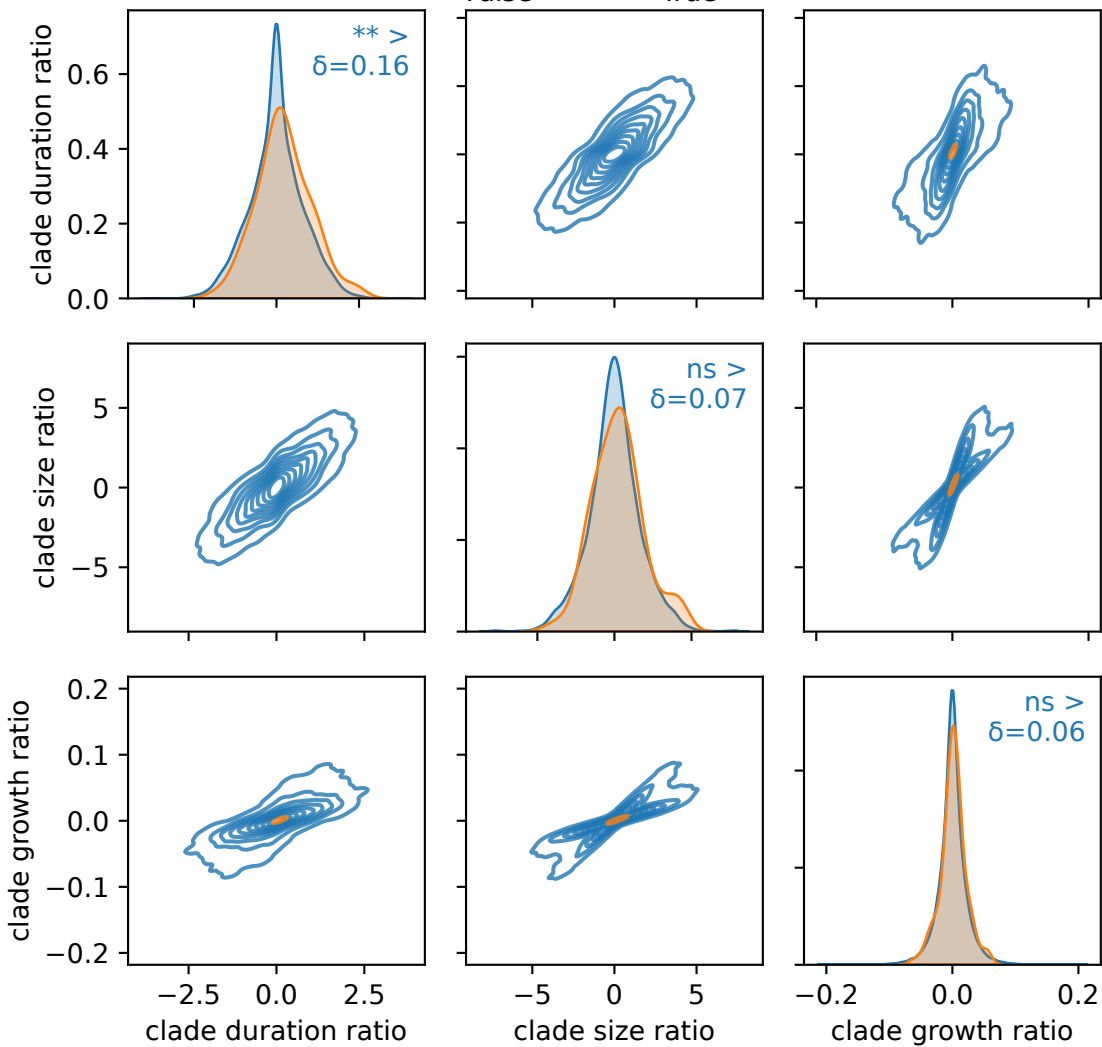 clade duration ratio
0.6
0.4
0.2
0.0
** >
δ=0.16
clade size ratio
5
0
−5
ns >
δ=0.07
clade growth ratio
0.2
0.1
0.0
−0.1
−0.2
ns >
δ=0.06
−2.5 0.0 2.5
clade duration ratio
−5 0 5
clade size ratio
−0.2 0.0 0.2
clade growth ratio